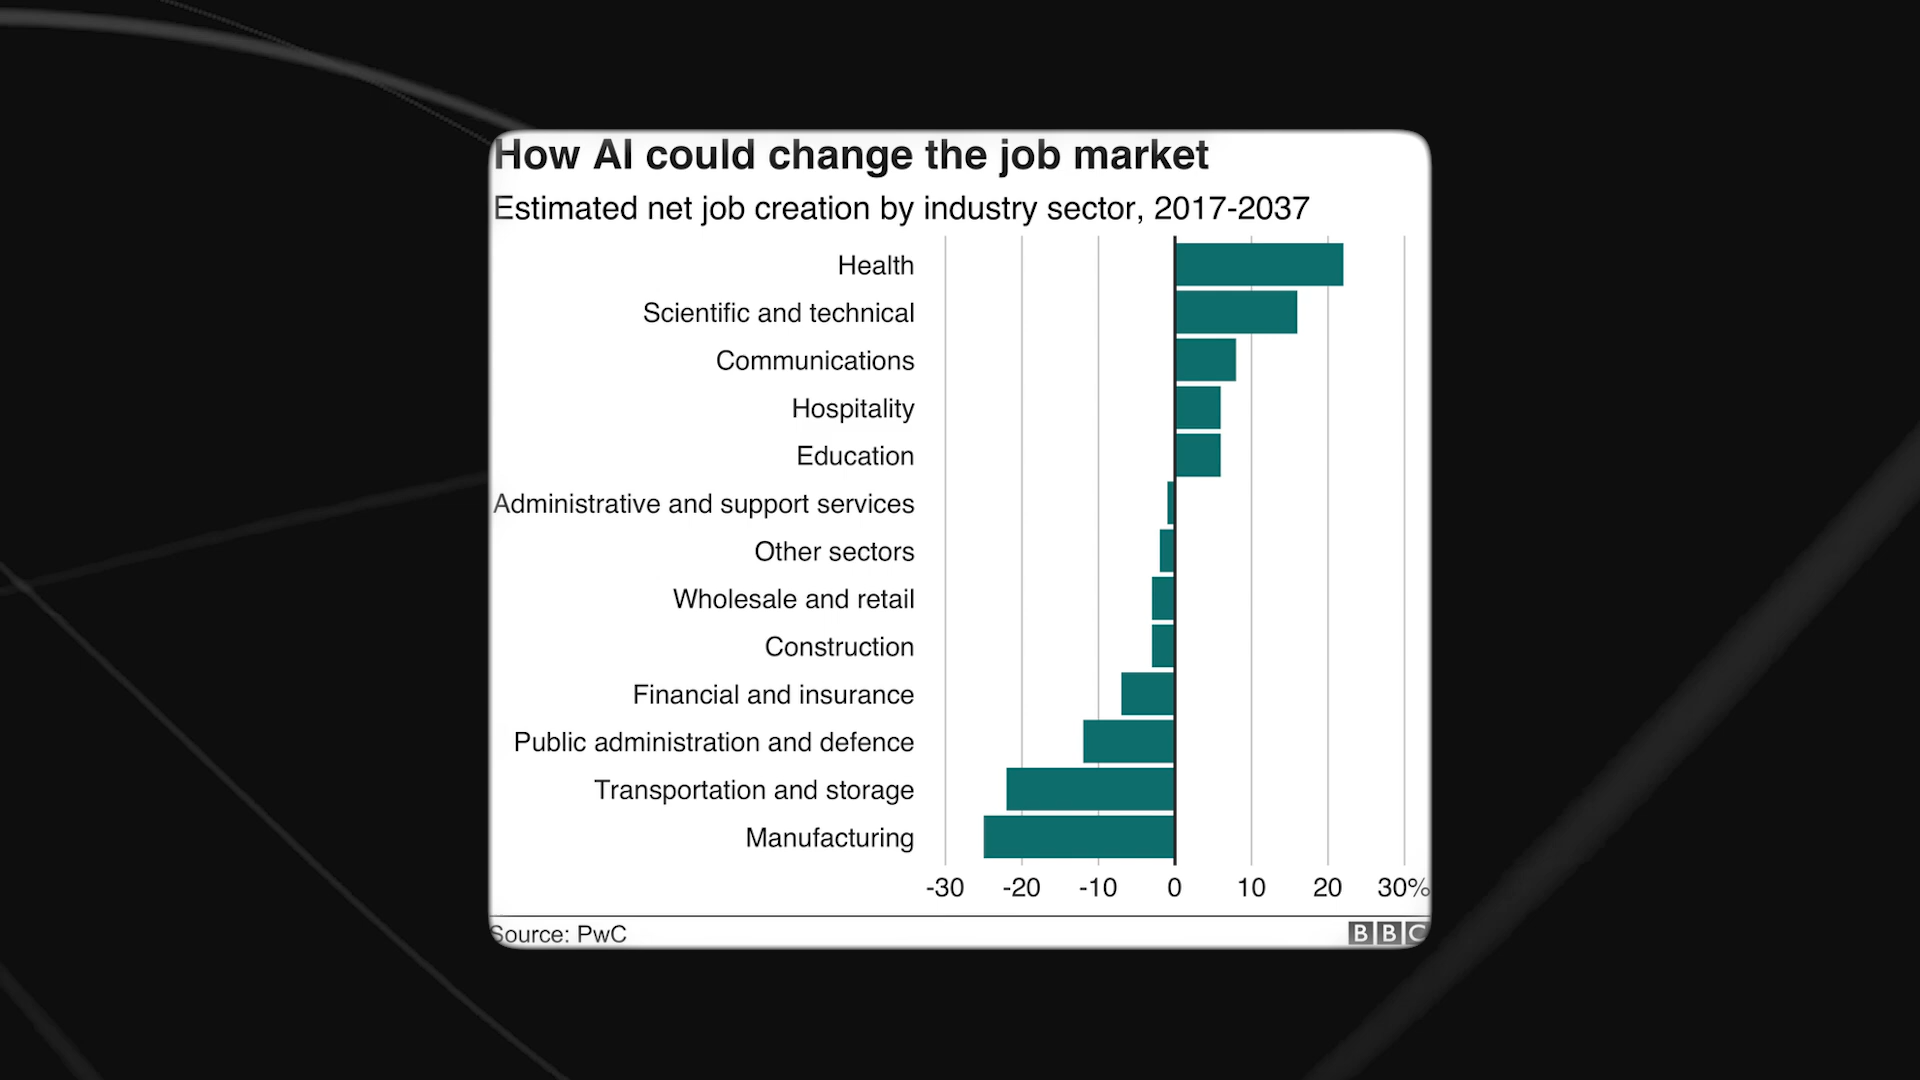 How AI could change the job market
Estimated net job creation by industry sector, 2017-2037
Health
Scientific and technical
Communications
Hospitality
Education
Administrative and support services
Other sectors
Wholesale and retail
Construction
Financial and insurance
Public administration and defence
Transportation and storage
Manufacturing
-30 -20 -10 0 10 20 30%
Source: PwC BBC